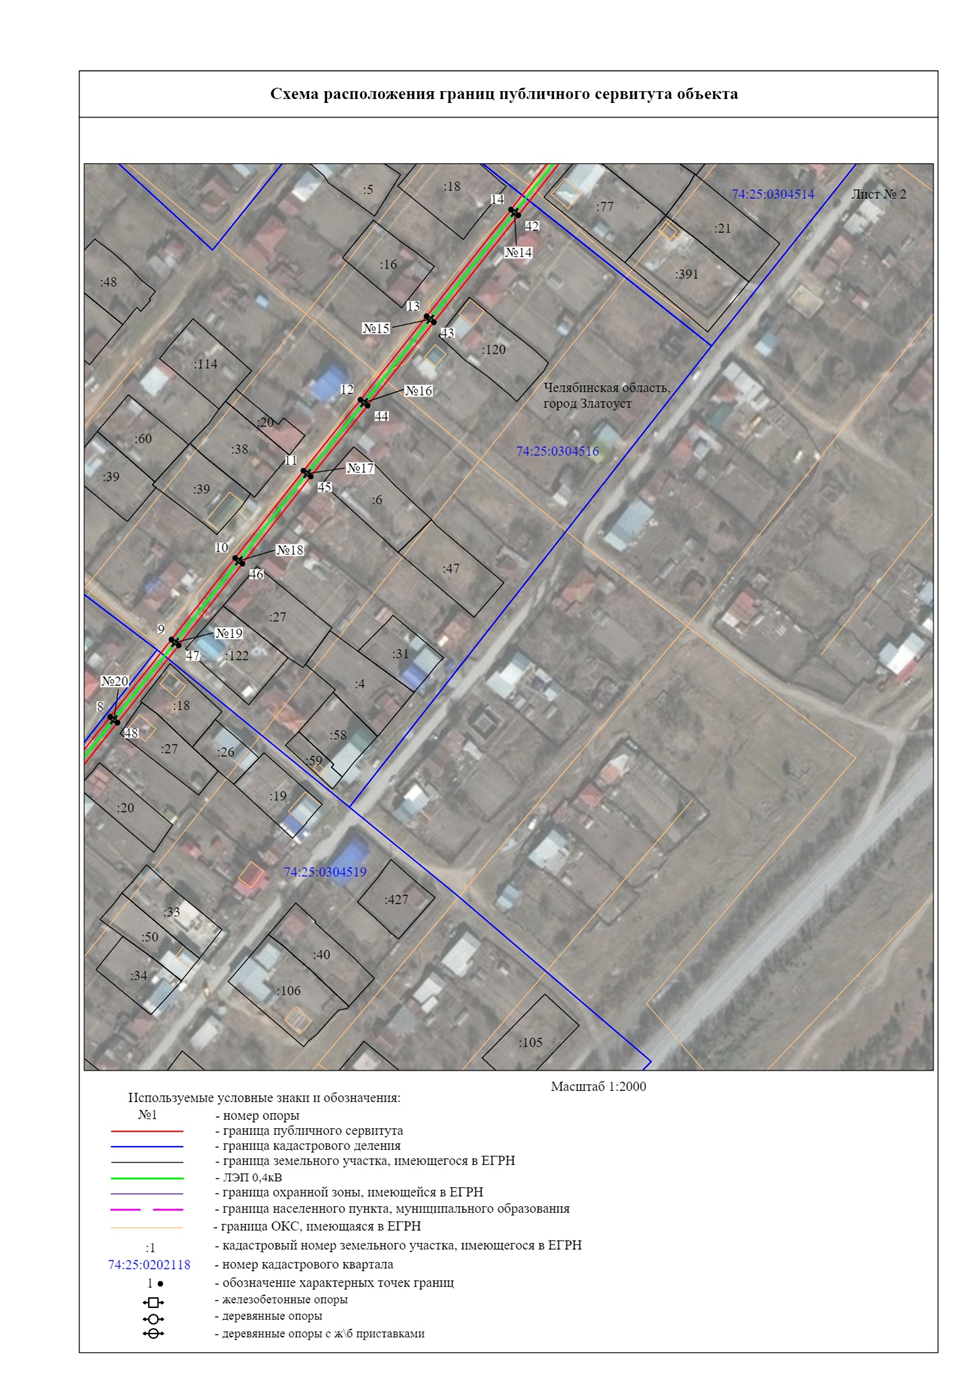 Схема расположения границ публичного сервитута объекта
:5
:18
14
42
№14
:77
74:25:0304514
Лист № 2
:21
:391
:16
:48
13
№15
43
:120
:114
12
№16
44
Челябинская область,
город Златоуст
:20
:60
:38
11
№17
45
74:25:0304516
:39
:39
:6
10
№18
46
:47
9
№19
47
:27
:122
:31
№20
8
48
:18
:4
:27
:26
:58
:59
:20
:19
74:25:0304519
:427
:33
:50
:34
:40
:106
:105
Масштаб 1:2000
Используемые условные знаки и обозначения:
№1 - номер опоры
- граница публичного сервитута
- граница кадастрового деления
- граница земельного участка, имеющегося в ЕГРН
- ЛЭП 0,4кВ
- граница охранной зоны, имеющейся в ЕГРН
- граница населенного пункта, муниципального образования
- граница ОКС, имеющаяся в ЕГРН
:1 - кадастровый номер земельного участка, имеющегося в ЕГРН
74:25:0202118 - номер кадастрового квартала
1 - обозначение характерных точек границ
- железобетонные опоры
- деревянные опоры
- деревянные опоры с ж\б приставками